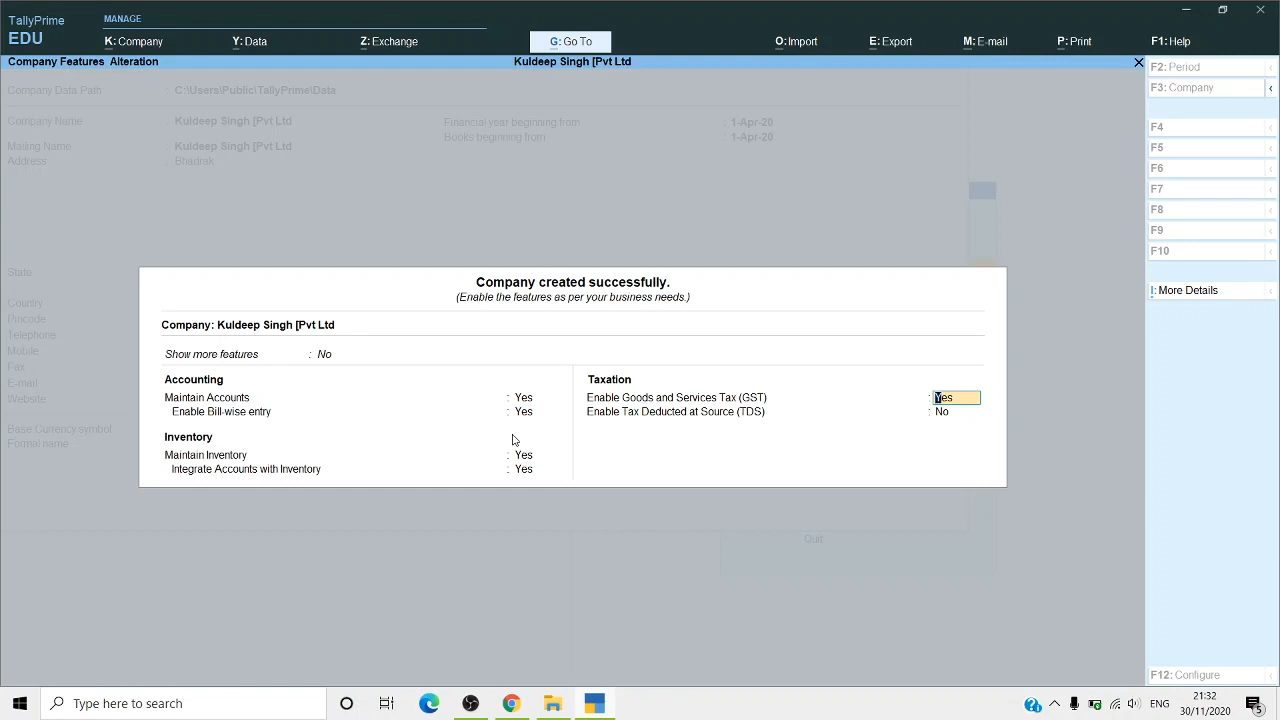 TallyPrime
EDU
MANAGE
K: Company
Y: Data
Z: Exchange
G: Go To
O: Import
E: Export
M: E-mail
P: Print
F1: Help
Company Features Alteration
Kuldeep Singh [Pvt Ltd
F2: Period
F3: Company
F4
F5
F6
F7
F8
F9
F10
I: More Details
F12: Configure
Company Data Path : C:\Users\Public\TallyPrime\Data
Company Name : Kuldeep Singh [Pvt Ltd
Financial year beginning from : 1-Apr-20
Books beginning from : 1-Apr-20
Mailing Name : Kuldeep Singh [Pvt Ltd
Address : Bhadrak
State
Country
Pincode
Telephone
Mobile
Fax
E-mail
Website
Base Currency symbol
Formal name
Company created successfully.
(Enable the features as per your business needs.)
Company: Kuldeep Singh [Pvt Ltd
Show more features : No
Accounting
Maintain Accounts : Yes
Enable Bill-wise entry : Yes
Inventory
Maintain Inventory : Yes
Integrate Accounts with Inventory : Yes
Taxation
Enable Goods and Services Tax (GST) : Yes
Enable Tax Deducted at Source (TDS) : No
Quit
Type here to search
ENG
21:32
30/11/2020
5